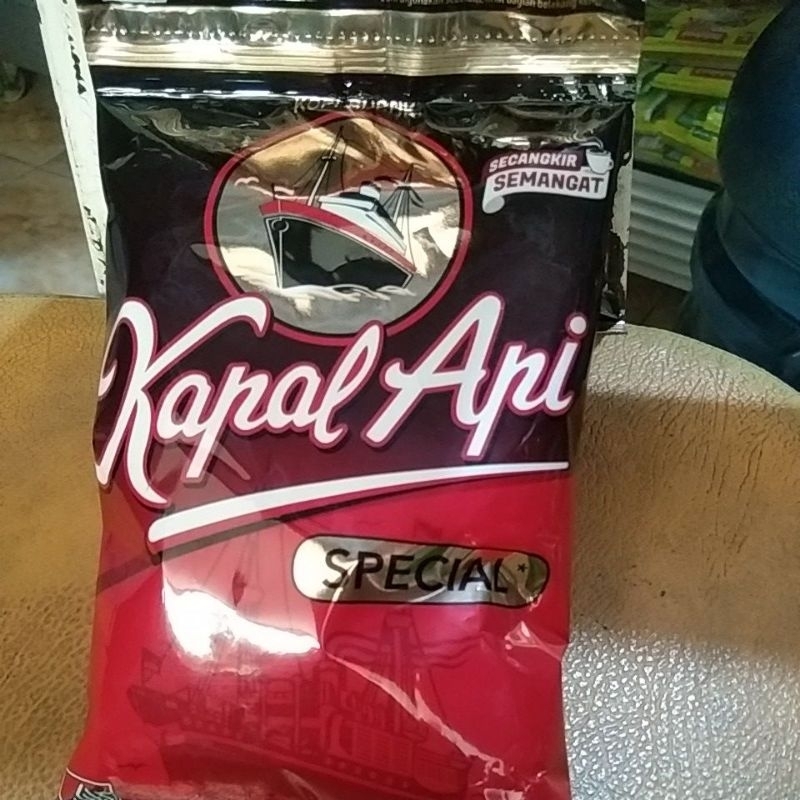 KOPI BUBUK
SECANGKIR
SEMANGAT
Kapal Api
SPECIAL*